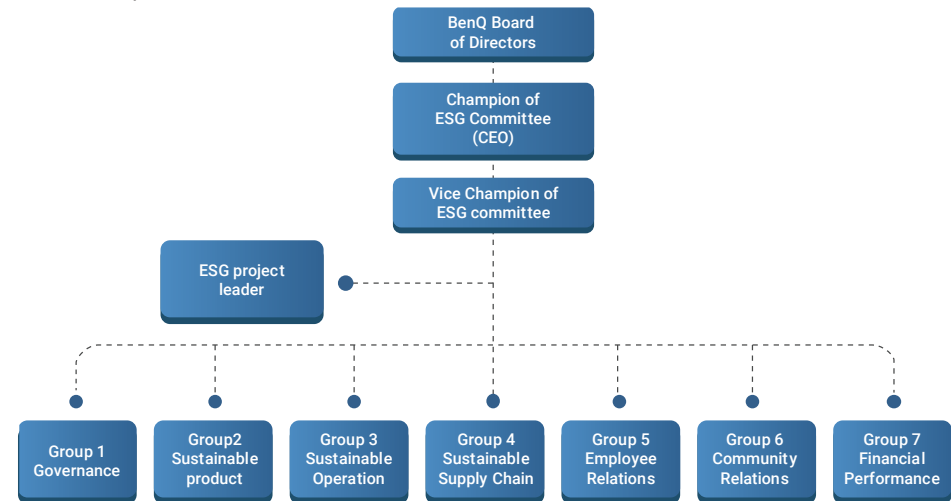 BenQ Board
of Directors
Champion of
ESG Committee
(CEO)
Vice Champion of
ESG committee
ESG project
leader
Group 1
Governance
Group2
Sustainable
product
Group 3
Sustainable
Operation
Group 4
Sustainable
Supply Chain
Group 5
Employee
Relations
Group 6
Community
Relations
Group 7
Financial
Performance